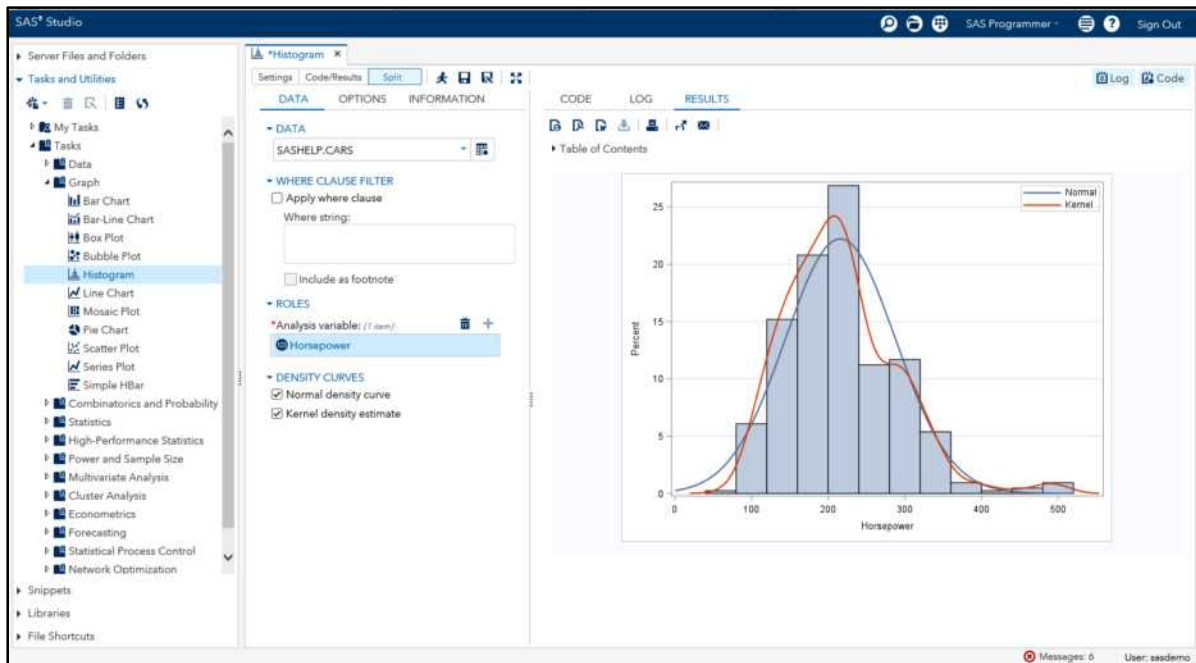 SAS® Studio
SAS Programmer
Sign Out
Server Files and Folders
Tasks and Utilities
My Tasks
Tasks
Data
Graph
Bar Chart
Bar-Line Chart
Box Plot
Bubble Plot
Histogram
Line Chart
Mosaic Plot
Pie Chart
Scatter Plot
Series Plot
Simple HBar
Combinatorics and Probability
Statistics
High-Performance Statistics
Power and Sample Size
Multivariate Analysis
Cluster Analysis
Econometrics
Forecasting
Statistical Process Control
Network Optimization
Snippets
Libraries
File Shortcuts
*Histogram
Settings Code/Results Split
Log Code
DATA OPTIONS INFORMATION
DATA
SASHELP.CARS
WHERE CLAUSE FILTER
Apply where clause
Where string:
Include as footnote
ROLES
*Analysis variable: (1 item)
Horsepower
DENSITY CURVES
Normal density curve
Kernel density estimate
CODE LOG RESULTS
Table of Contents
Normal
Kernel
25
20
15
10
5
0
Percent
0 100 200 300 400 500
Horsepower
Messages: 6
User: sasdemo